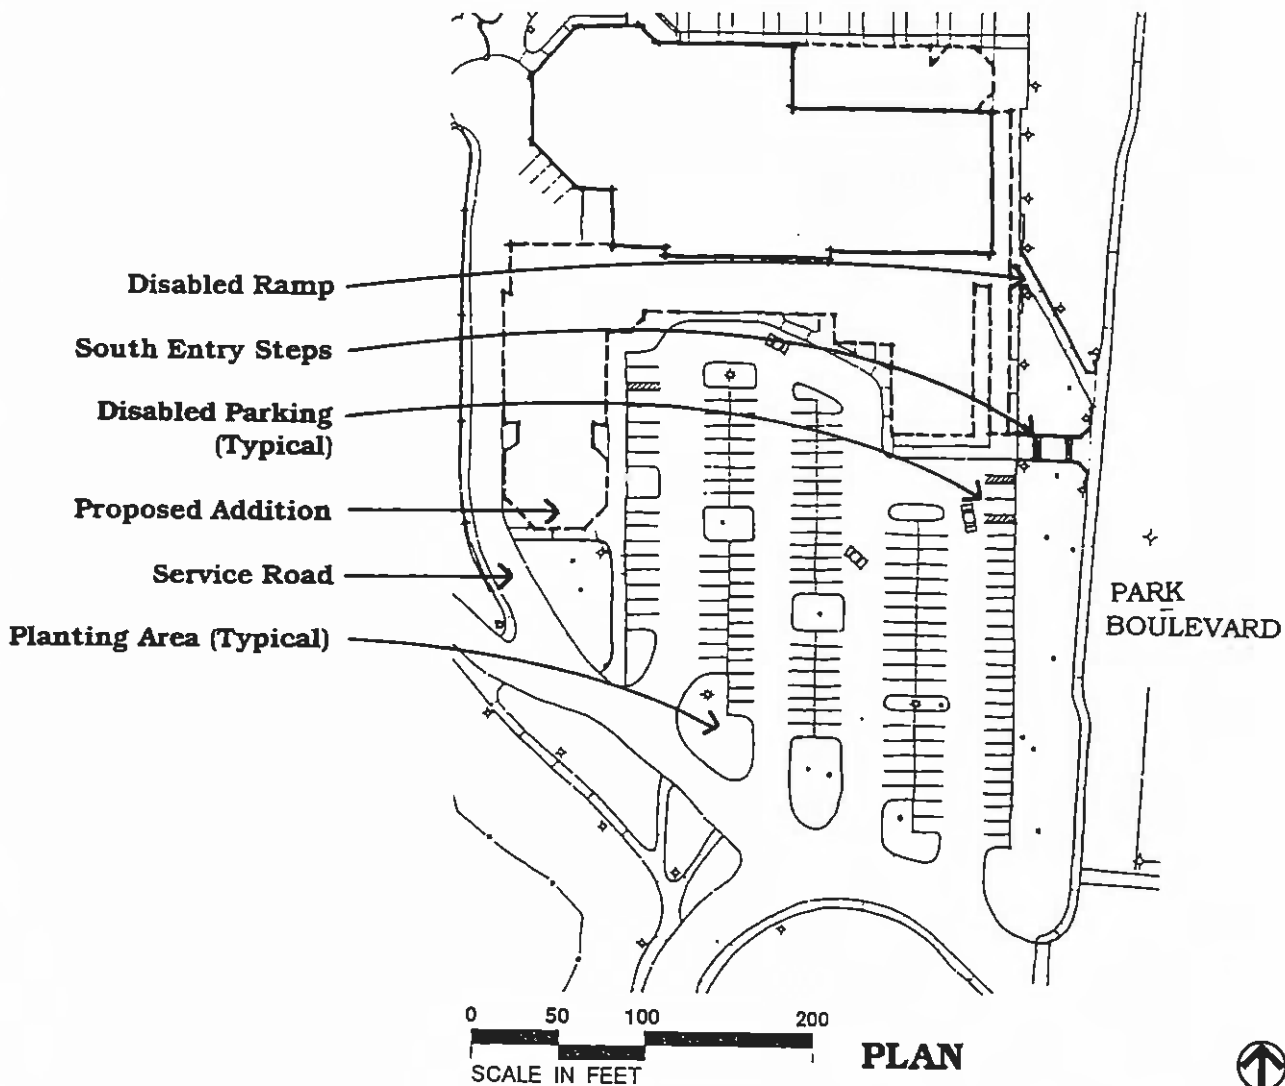 Disabled Ramp
South Entry Steps
Disabled Parking
(Typical)
Proposed Addition
Service Road
Planting Area (Typical)
PARK
BOULEVARD
0 50 100 200
SCALE IN FEET
PLAN